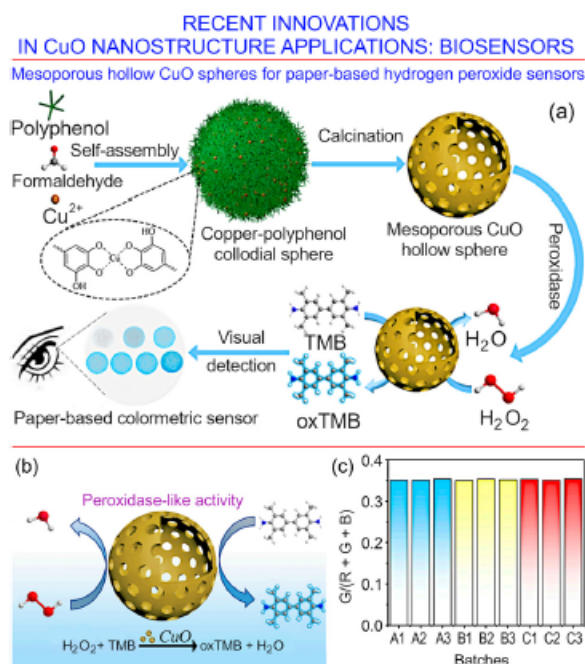 RECENT INNOVATIONS
IN CuO NANOSTRUCTURE APPLICATIONS: BIOSENSORS
Mesoporous hollow CuO spheres for paper-based hydrogen peroxide sensors
(a)
Polyphenol
Self-assembly
Formaldehyde
Cu2+
HO
O
O
Cu
O
O
OH
Copper-polyphenol
collodial sphere
Calcination
Mesoporous CuO
hollow sphere
Peroxidase
TMB
H2O
Visual
detection
oxTMB
H2O2
Paper-based colormetric sensor
(b)
Peroxidase-like activity
H2O2+ TMB CuO oxTMB + H2O
(c)
G/(R + G + B)
0.4
0.3
0.2
0.1
0.0
A1 A2 A3 B1 B2 B3 C1 C2 C3
Batches